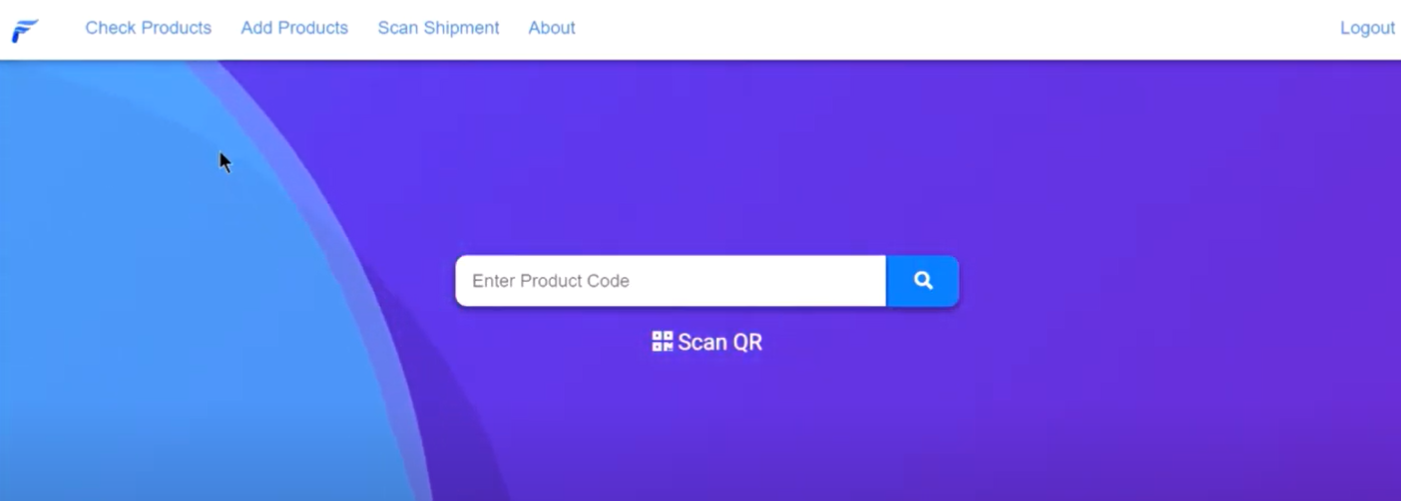 Check Products Add Products Scan Shipment About Logout
Enter Product Code
Scan QR